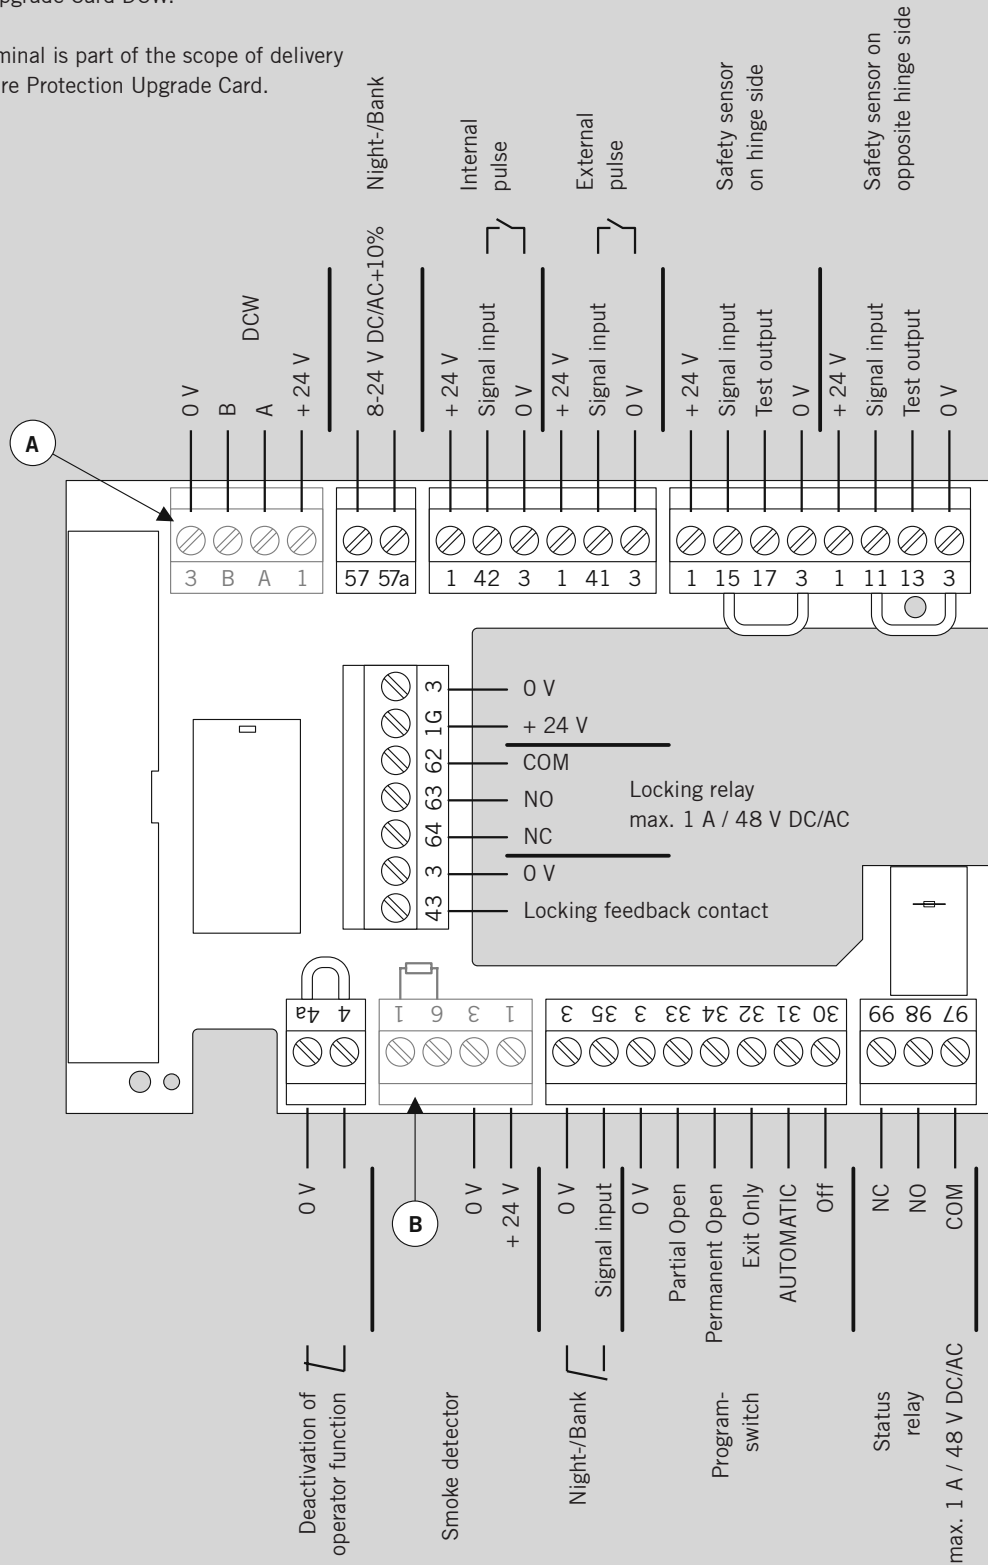 pgrade Card DCW.
minal is part of the scope of delivery
re Protection Upgrade Card.
Night-/Bank
Internal
pulse
External
pulse
Safety sensor
on hinge side
Safety sensor on
opposite hinge side
DCW
0 V
B
A
+ 24 V
8-24 V DC/AC+10%
+ 24 V
Signal input
0 V
+ 24 V
Signal input
0 V
+ 24 V
Signal input
Test output
0 V
+ 24 V
Signal input
Test output
0 V
A
3 B A 1
57 57a
1 42 3 1 41 3
1 15 17 3 1 11 13 3
3
0 V
1G
+ 24 V
62
COM
63
NO
64
NC
3
0 V
43
Locking feedback contact
Locking relay
max. 1 A / 48 V DC/AC
4a 4
1 6 3 1
3 35 3 33 34 32 31 30
99 98 97
B
0 V
0 V
+ 24 V
0 V
Signal input
0 V
Partial Open
Permanent Open
Exit Only
AUTOMATIC
Off
NC
NO
COM
Deactivation of
operator function
Smoke detector
Night-/Bank
Program-
switch
Status
relay
max. 1 A / 48 V DC/AC